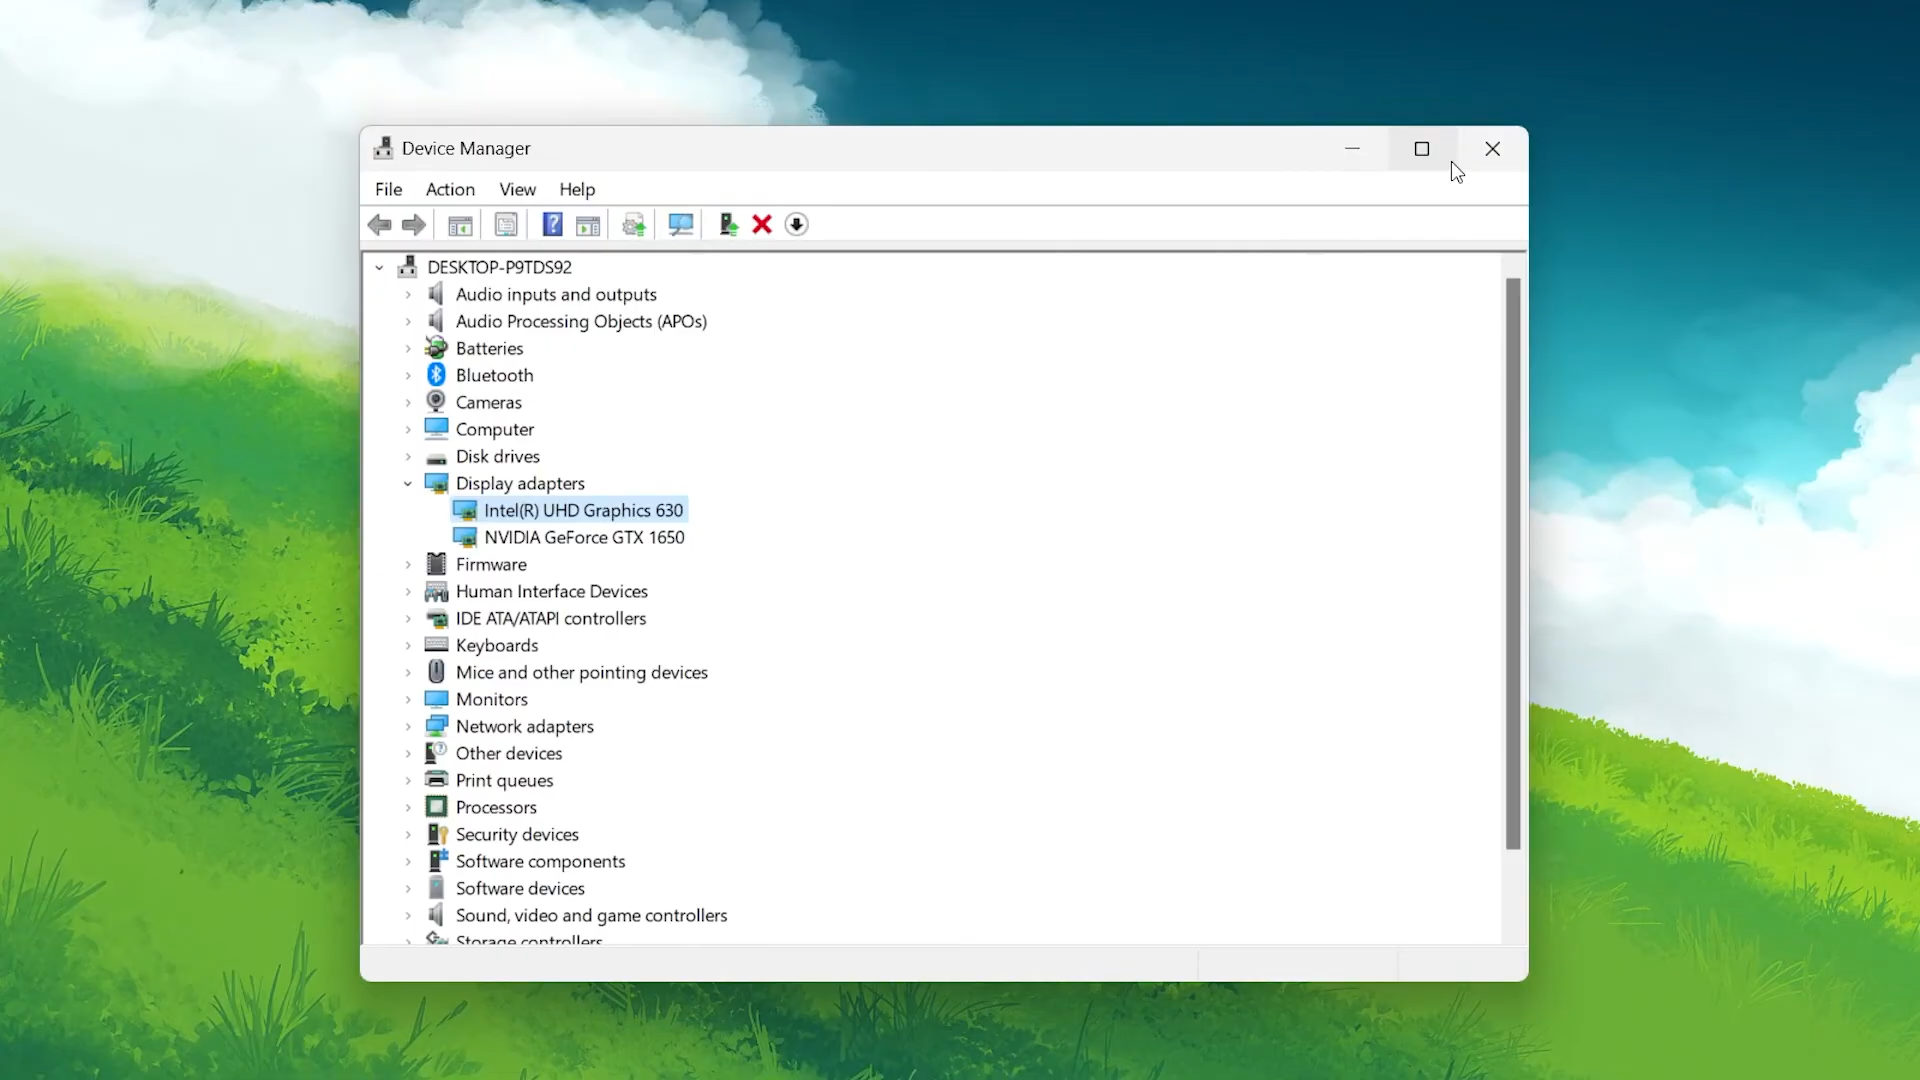 Device Manager
File Action View Help
DESKTOP-P9TDS92
Audio inputs and outputs
Audio Processing Objects (APOs)
Batteries
Bluetooth
Cameras
Computer
Disk drives
Display adapters
Intel(R) UHD Graphics 630
NVIDIA GeForce GTX 1650
Firmware
Human Interface Devices
IDE ATA/ATAPI controllers
Keyboards
Mice and other pointing devices
Monitors
Network adapters
Other devices
Print queues
Processors
Security devices
Software components
Software devices
Sound, video and game controllers
Storage controllers